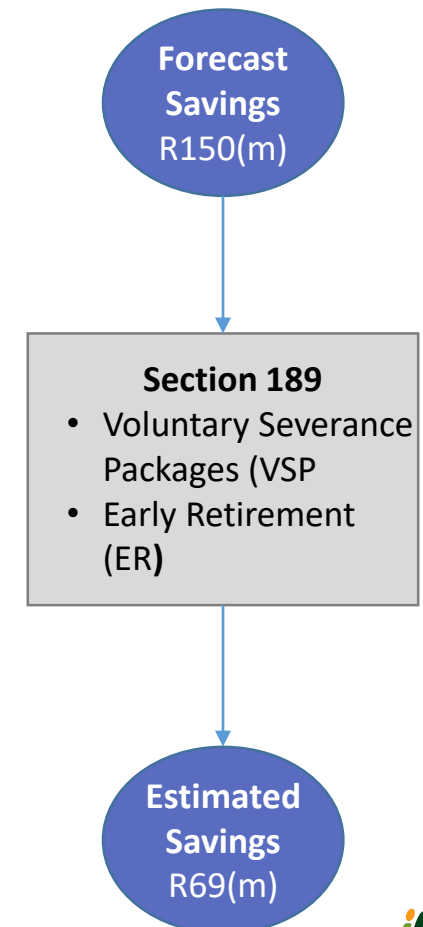 Forecast
Savings
R150(m)
Section 189
• Voluntary Severance
Packages (VSP
• Early Retirement
(ER)
Estimated
Savings
R69(m)